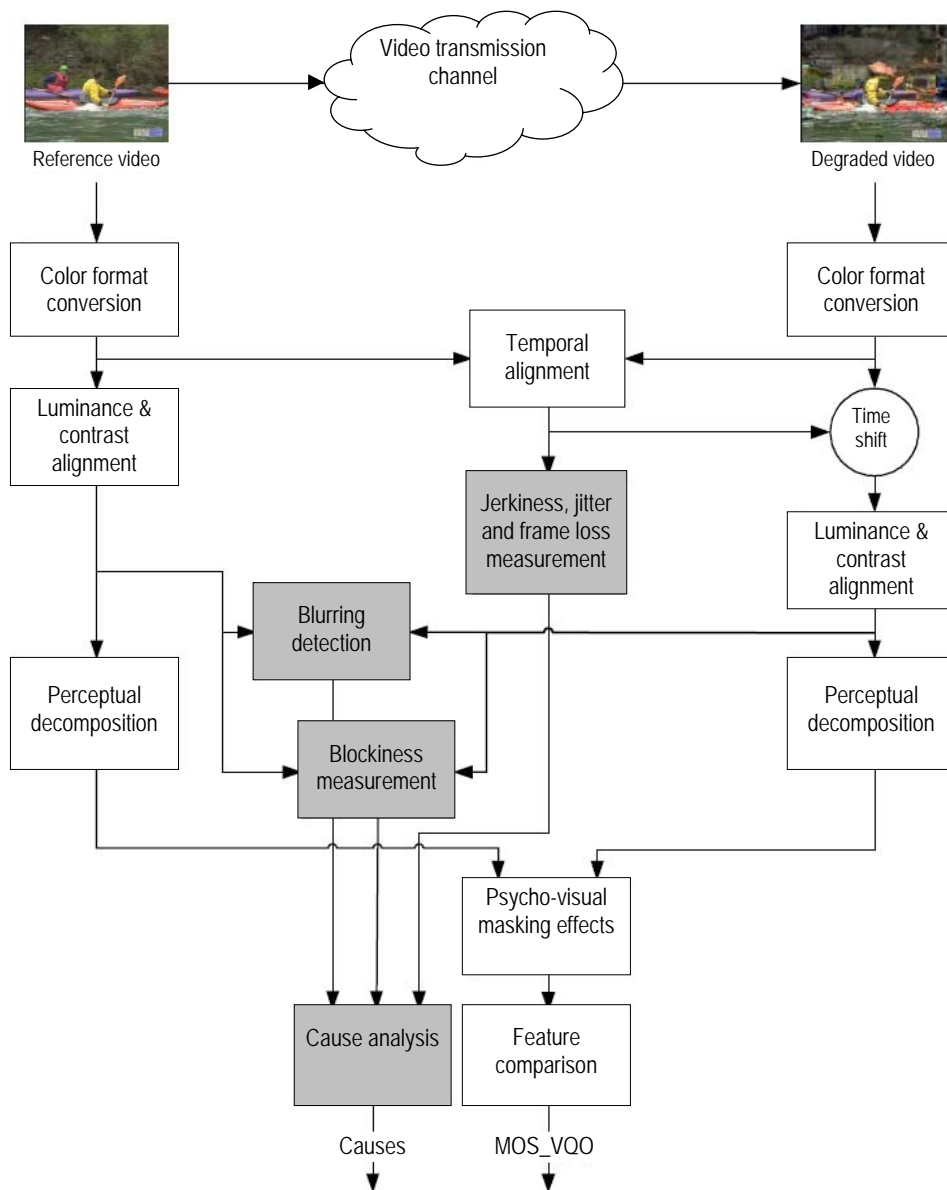 Video transmission
channel
Reference video
Degraded video
Color format
conversion
Color format
conversion
Temporal
alignment
Luminance &
contrast
alignment
Time
shift
Jerkiness, jitter
and frame loss
measurement
Luminance &
contrast
alignment
Blurring
detection
Perceptual
decomposition
Perceptual
decomposition
Blockiness
measurement
Psycho-visual
masking effects
Cause analysis
Feature
comparison
Causes
MOS_VQO